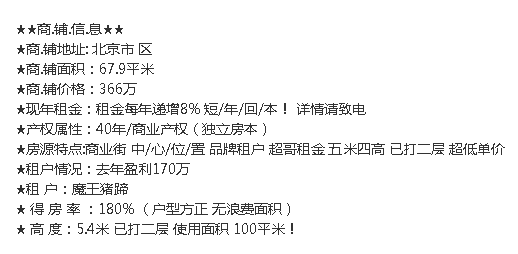 ★★商.铺.信.息★★
★商.铺地址: 北京市 区
★商.铺面积：67.9平米
★商.铺价格：366万
★现年租金：租金每年递增8% 短/年/回/本！ 详情请致电
★产权属性：40年/商业产权（独立房本）
★房源特点:商业街 中/心/位/置 品牌租户 超哥租金 五米四高 已打二层 超低单价
★租户情况：去年盈利170万
★租 户：魔王猪蹄
★ 得 房 率 ：180% （户型方正 无浪费面积）
★ 高 度：5.4米 已打二层 使用面积 100平米！